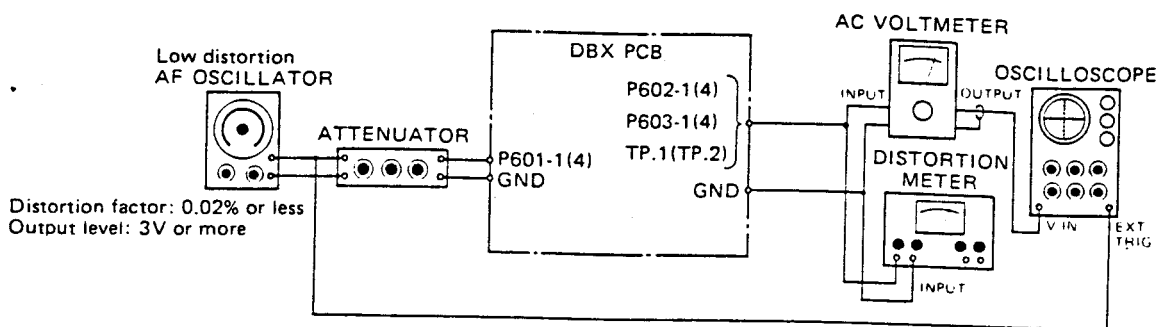 Low distortion
AF OSCILLATOR
ATTENUATOR
DBX PCB
P601-1(4)
GND
P602-1(4)
P603-1(4)
TP.1(TP.2)
GND
AC VOLTMETER
INPUT
OUTPUT
OSCILLOSCOPE
DISTORTION
METER
INPUT
V IN
EXT
TRIG
Distortion factor: 0.02% or less
Output level: 3V or more